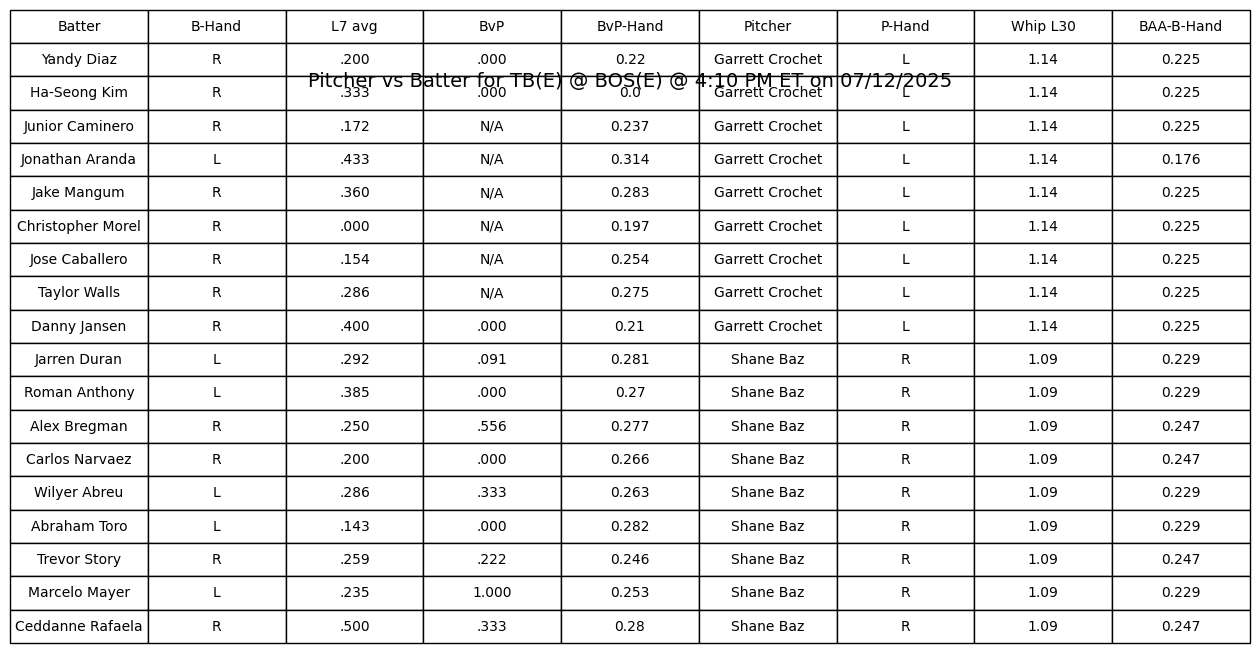 Batter B-Hand L7 avg BvP BvP-Hand Pitcher P-Hand Whip L30 BAA-B-Hand
Yandy Diaz R .200 .000 0.22 Garrett Crochet L 1.14 0.225
Pitcher vs Batter for TB(E) @ BOS(E) @ 4:10 PM ET on 07/12/2025
Ha-Seong Kim R .333 .000 0.0 Garrett Crochet L 1.14 0.225
Junior Caminero R .172 N/A 0.237 Garrett Crochet L 1.14 0.225
Jonathan Aranda L .433 N/A 0.314 Garrett Crochet L 1.14 0.176
Jake Mangum R .360 N/A 0.283 Garrett Crochet L 1.14 0.225
Christopher Morel R .000 N/A 0.197 Garrett Crochet L 1.14 0.225
Jose Caballero R .154 N/A 0.254 Garrett Crochet L 1.14 0.225
Taylor Walls R .286 N/A 0.275 Garrett Crochet L 1.14 0.225
Danny Jansen R .400 .000 0.21 Garrett Crochet L 1.14 0.225
Jarren Duran L .292 .091 0.281 Shane Baz R 1.09 0.229
Roman Anthony L .385 .000 0.27 Shane Baz R 1.09 0.229
Alex Bregman R .250 .556 0.277 Shane Baz R 1.09 0.247
Carlos Narvaez R .200 .000 0.266 Shane Baz R 1.09 0.247
Wilyer Abreu L .286 .333 0.263 Shane Baz R 1.09 0.229
Abraham Toro L .143 .000 0.282 Shane Baz R 1.09 0.229
Trevor Story R .259 .222 0.246 Shane Baz R 1.09 0.247
Marcelo Mayer L .235 1.000 0.253 Shane Baz R 1.09 0.229
Ceddanne Rafaela R .500 .333 0.28 Shane Baz R 1.09 0.247